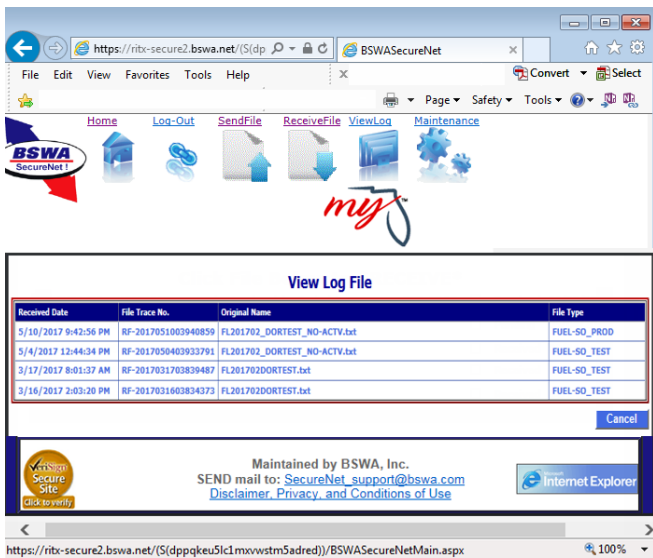 https://ritx-secure2.bswa.net/(S(dp
BSWASecureNet
File Edit View Favorites Tools Help
x
Convert
Select
Page
Safety
Tools
Home Log-Out SendFile ReceiveFile ViewLog Maintenance
BSWA
SecureNet !
my
View Log File
Received Date File Trace No. Original Name File Type
5/10/2017 9:42:56 PM RF-2017051003940859 FL201702_DORTEST_NO-ACTV.txt FUEL-SO_PROD
5/4/2017 12:44:34 PM RF-2017050403933791 FL201702_DORTEST_NO-ACTV.txt FUEL-SO_TEST
3/17/2017 8:01:37 AM RF-2017031703839487 FL201702DORTEST.txt FUEL-SO_TEST
3/16/2017 2:03:20 PM RF-2017031603834373 FL201702DORTEST.txt FUEL-SO_TEST
Cancel
VeriSign
Secure
Site
Click to verify
Maintained by BSWA, Inc.
SEND mail to: SecureNet_support@bswa.com
Disclaimer, Privacy, and Conditions of Use
Microsoft
Internet Explorer
https://ritx-secure2.bswa.net/(S(dppqkeu5lc1mxvwstm5adred))/BSWASecureNetMain.aspx
100%